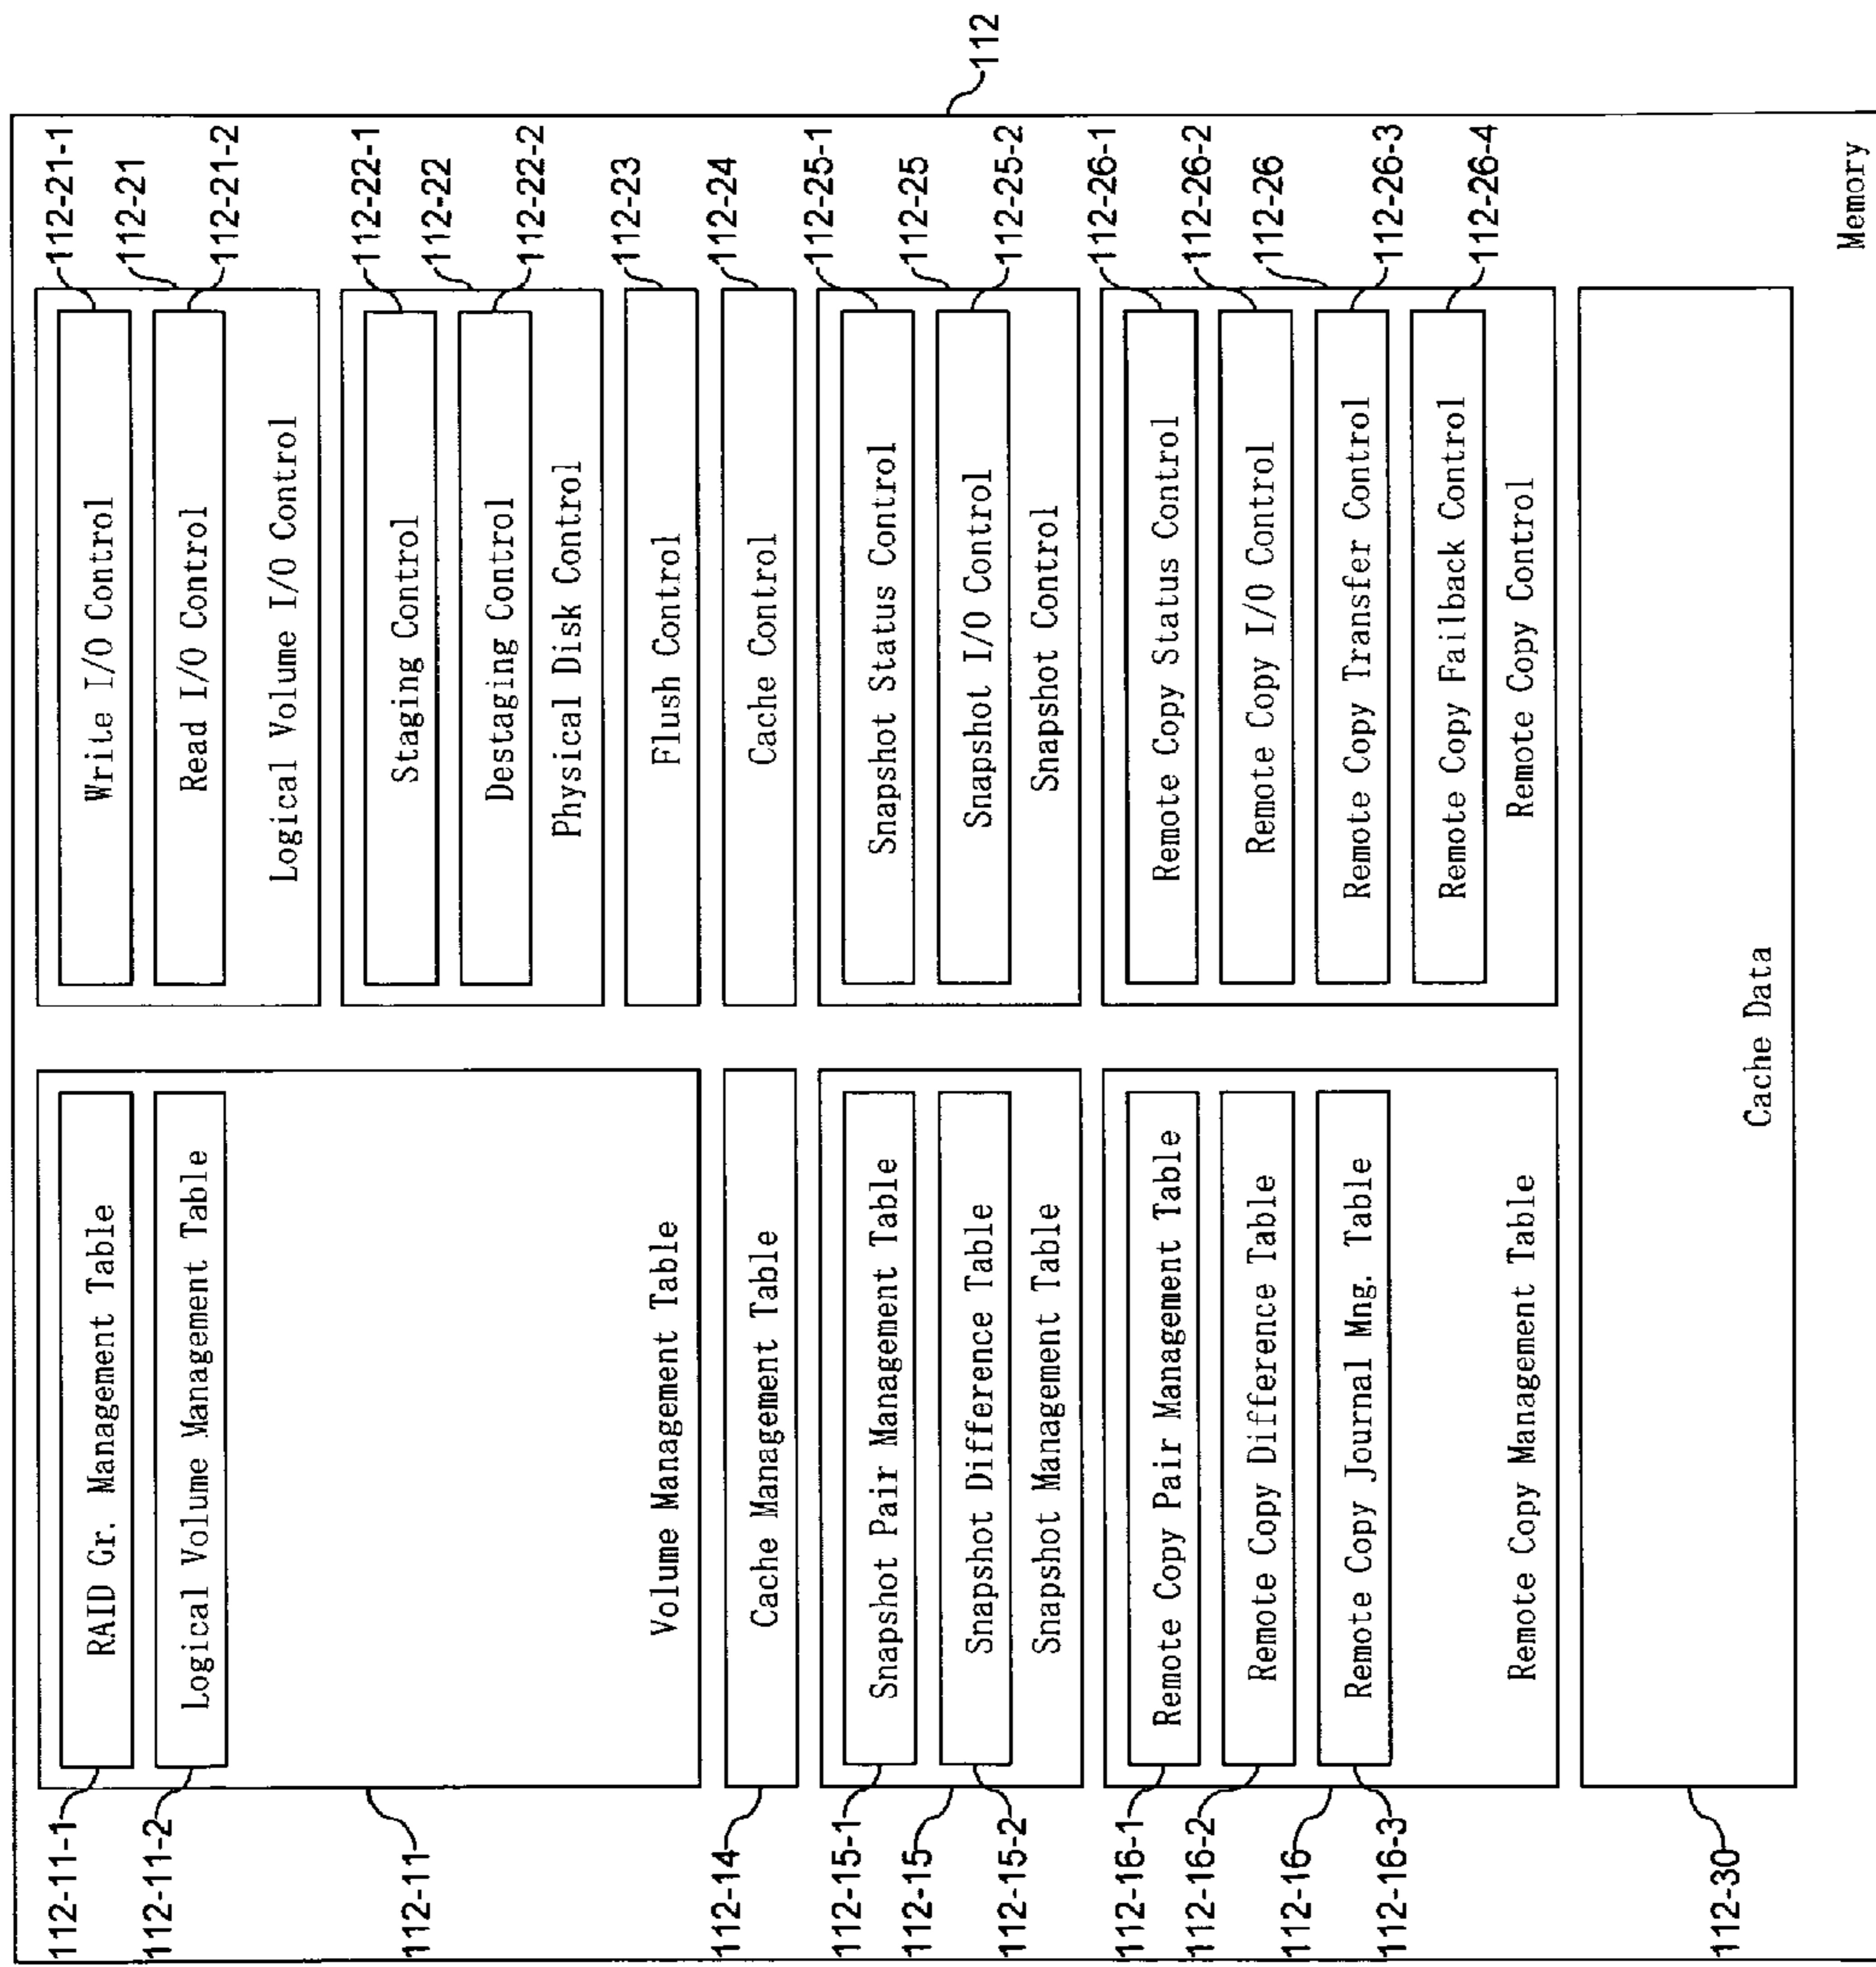 112-11-1
RAID Gr. Management Table
112-11-2
Logical Volume Management Table
112-11
Volume Management Table
112-14
Cache Management Table
112-15-1
Snapshot Pair Management Table
112-15
Snapshot Difference Table
112-15-2
Snapshot Management Table
112-16-1
Remote Copy Pair Management Table
112-16-2
Remote Copy Difference Table
112-16
Remote Copy Journal Mng. Table
112-16-3
Remote Copy Management Table
112-21-1
Write I/O Control
112-21
Read I/O Control
112-21-2
Logical Volume I/O Control
112-22-1
Staging Control
112-22
Destaging Control
112-22-2
Physical Disk Control
112-23
Flush Control
112-24
Cache Control
112-25-1
Snapshot Status Control
112-25
Snapshot I/O Control
112-25-2
Snapshot Control
112-26-1
Remote Copy Status Control
112-26-2
Remote Copy I/O Control
112-26
Remote Copy Transfer Control
112-26-3
Remote Copy Failback Control
112-26-4
Remote Copy Control
112-30
Cache Data
112
Memory